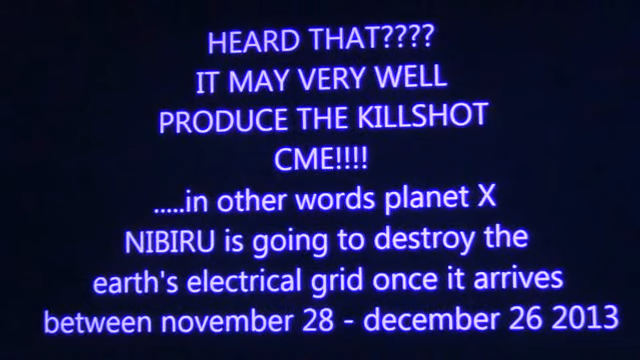 HEARD THAT????
IT MAY VERY WELL
PRODUCE THE KILLSHOT
CME!!!!
.....in other words planet X
NIBIRU is going to destroy the
earth's electrical grid once it arrives
between november 28 - december 26 2013